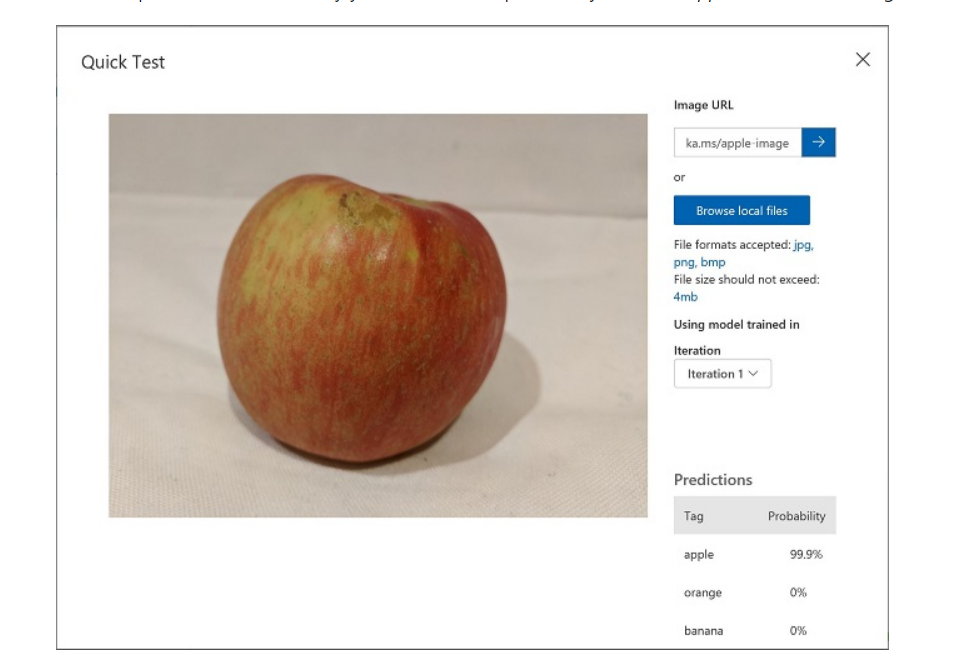 Quick Test
Image URL
ka.ms/apple-image
or
Browse local files
File formats accepted: jpg,
png, bmp
File size should not exceed:
4mb
Using model trained in
Iteration
Iteration 1
Predictions
Tag Probability
apple 99.9%
orange 0%
banana 0%